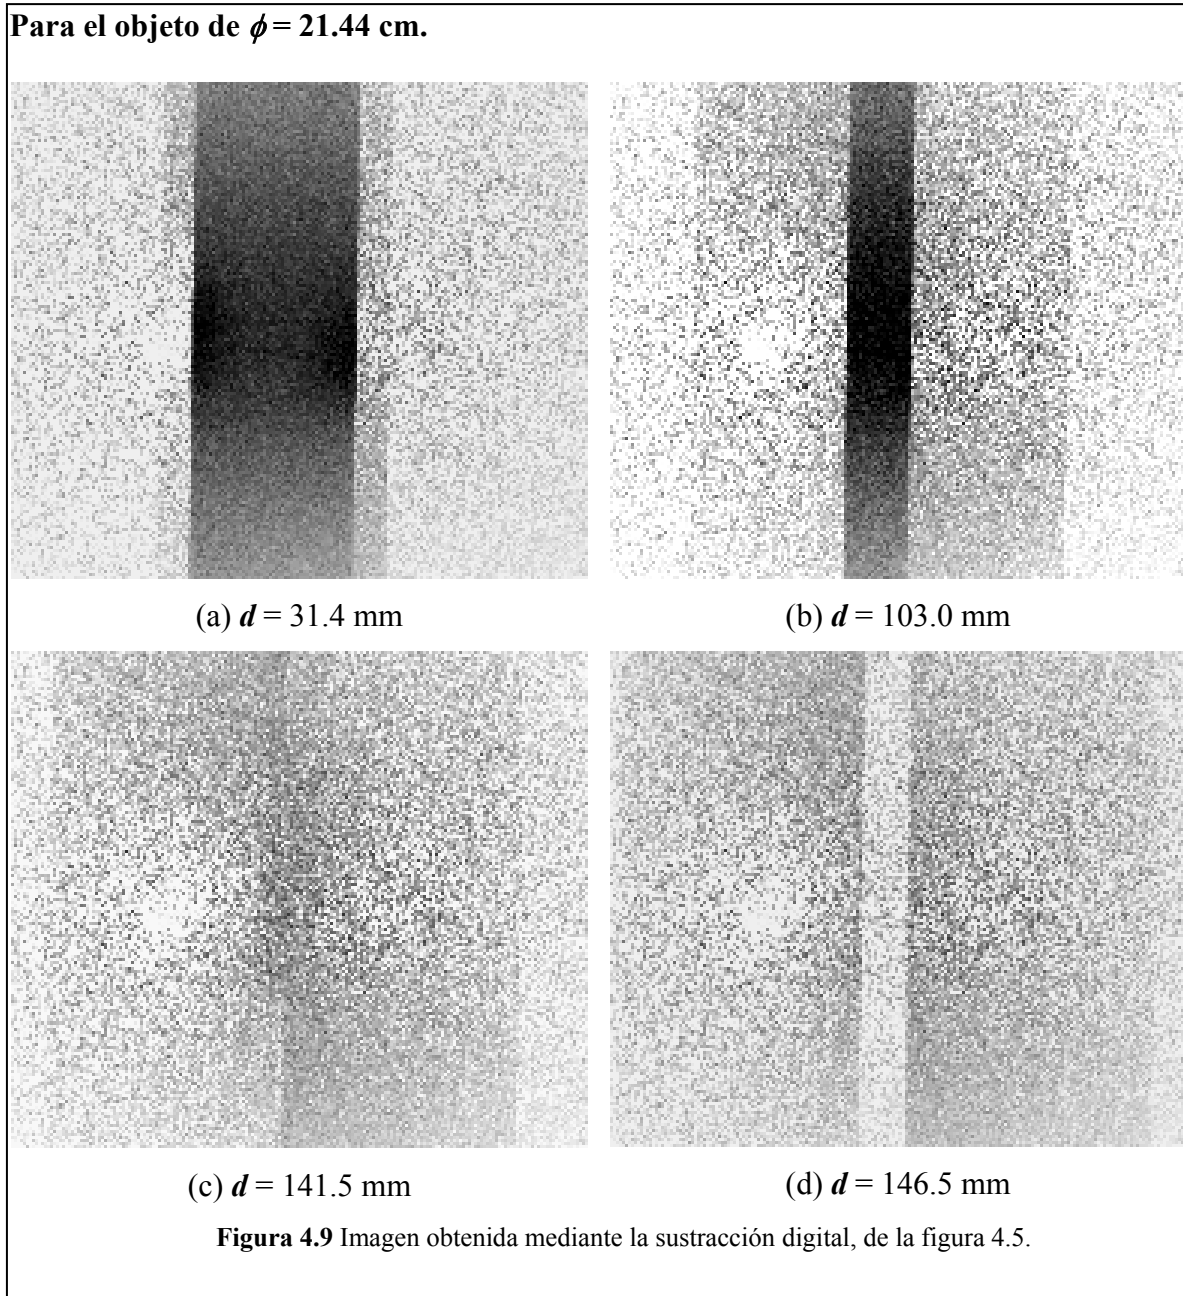 Para el objeto de ϕ = 21.44 cm.
(a) d = 31.4 mm
(b) d = 103.0 mm
(c) d = 141.5 mm
(d) d = 146.5 mm
Figura 4.9 Imagen obtenida mediante la sustracción digital, de la figura 4.5.